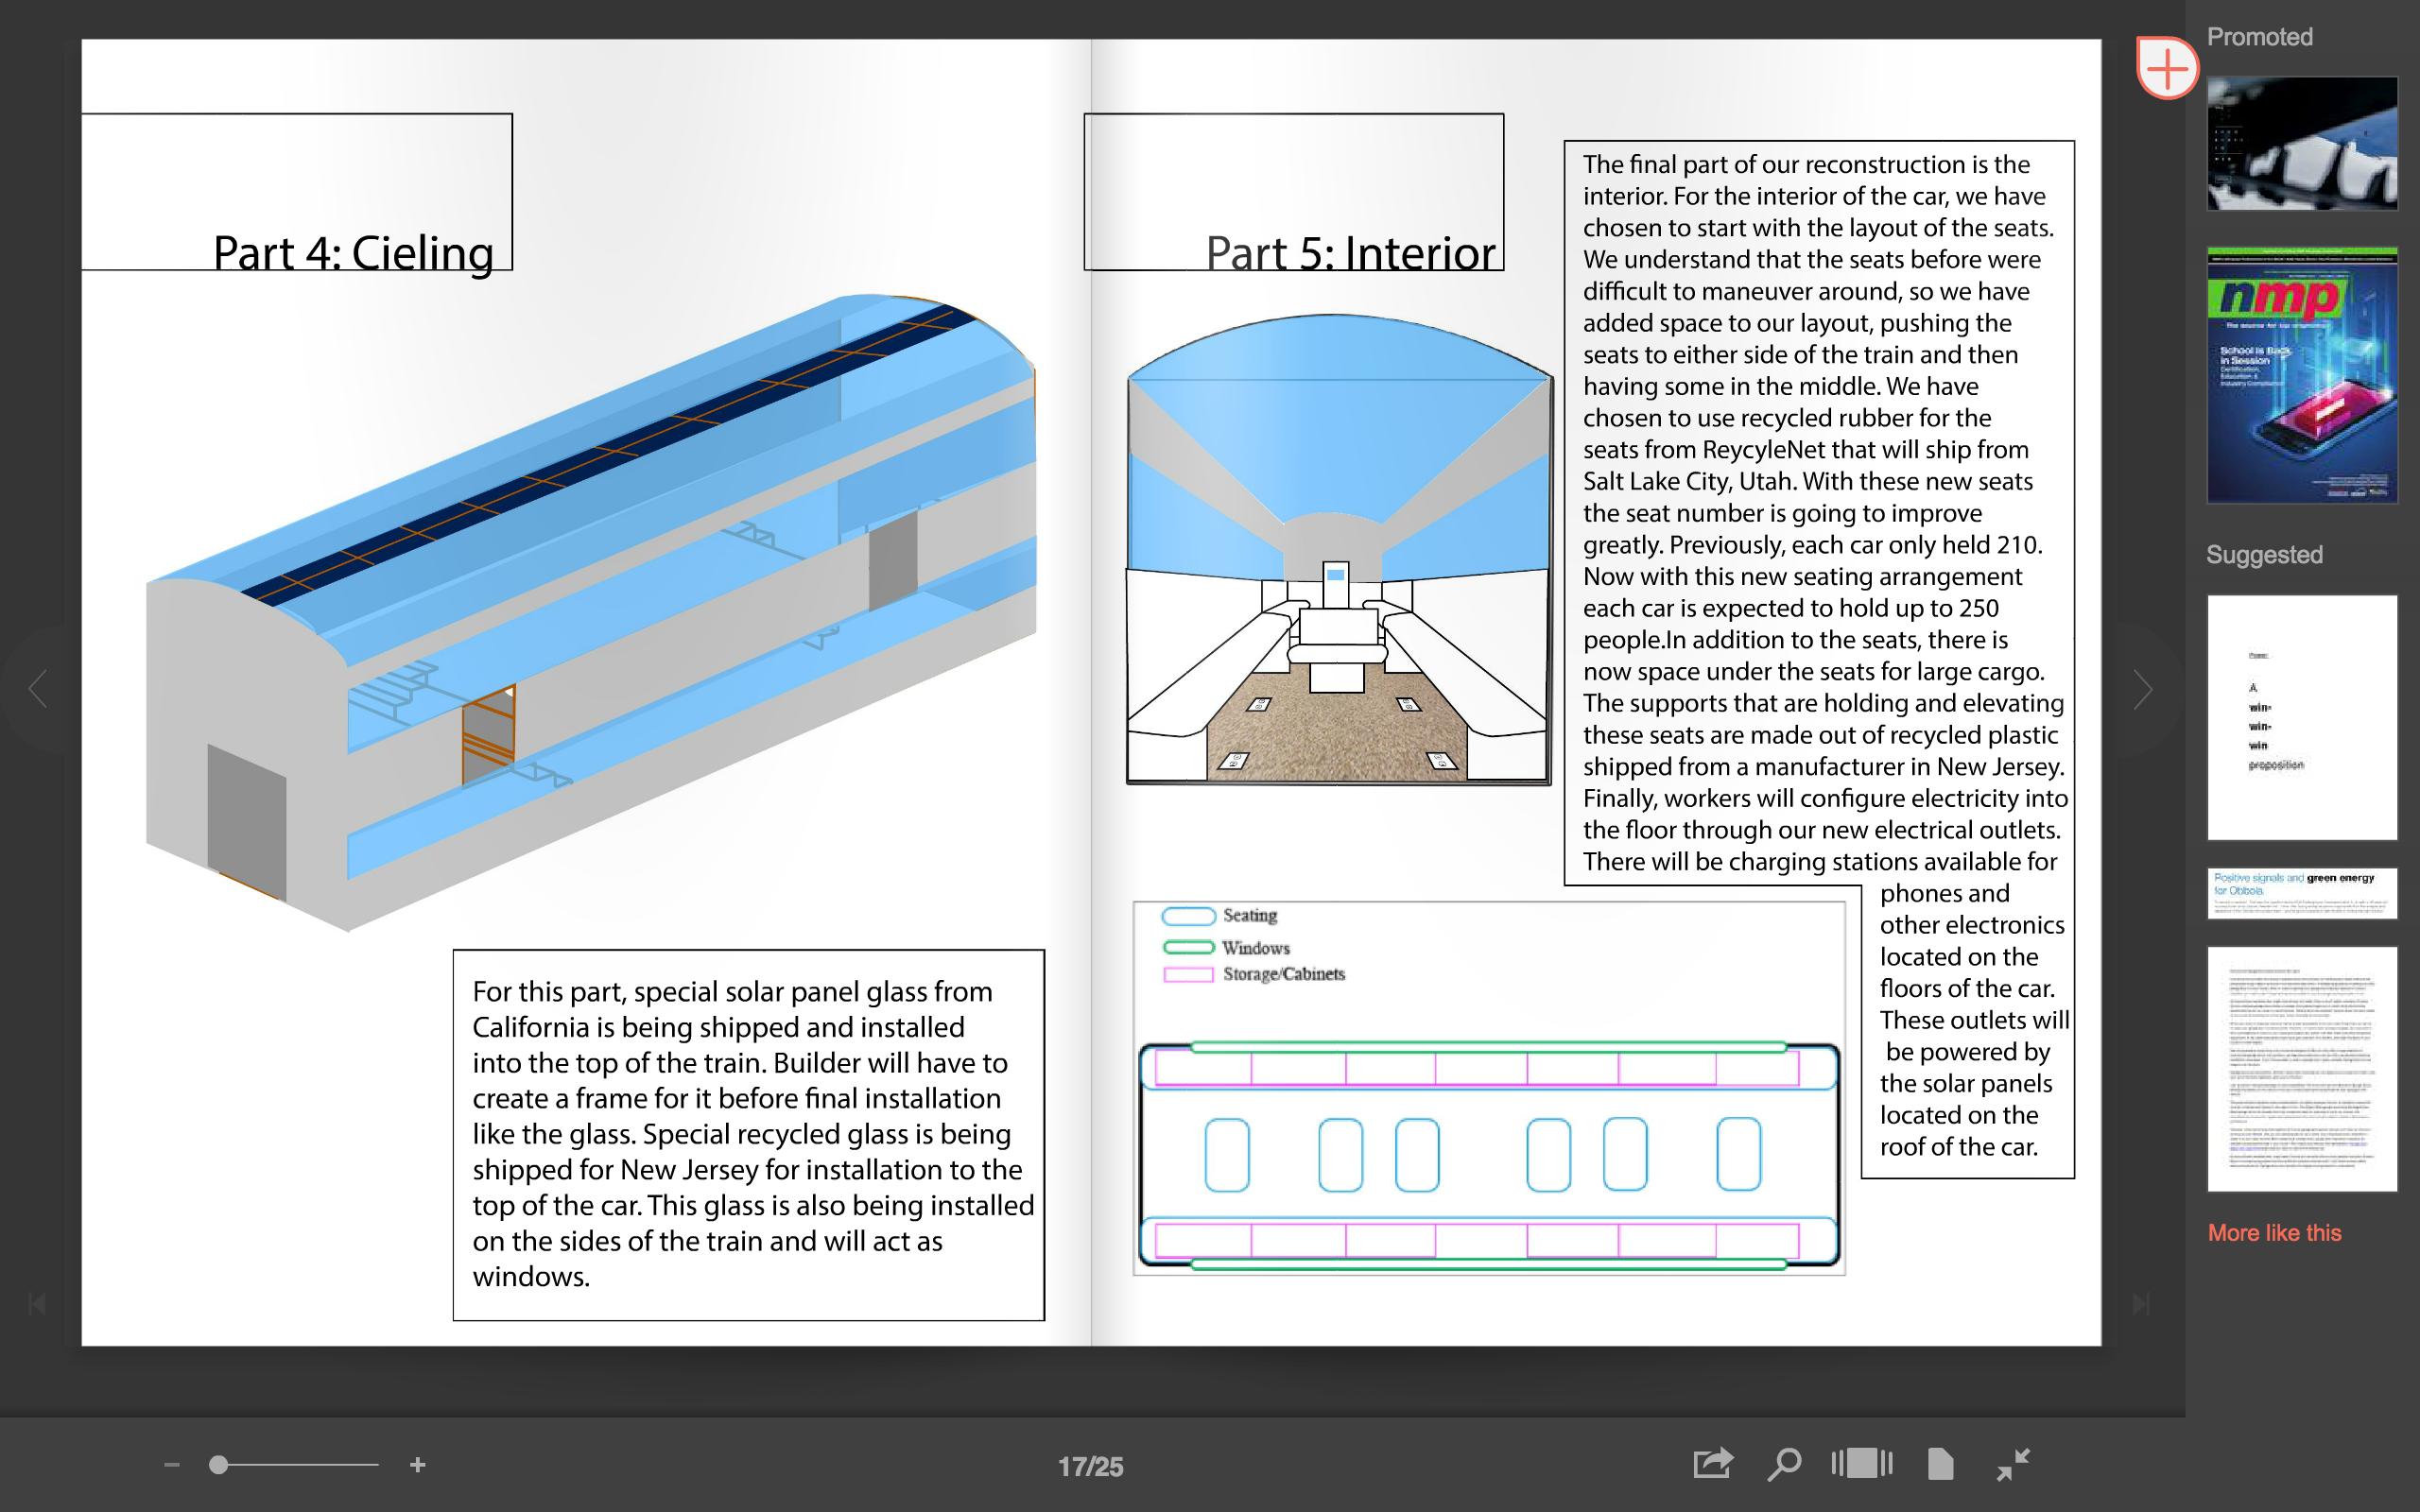 Part 4: Cieling
For this part, special solar panel glass from
California is being shipped and installed
into the top of the train. Builder will have to
create a frame for it before final installation
like the glass. Special recycled glass is being
shipped for New Jersey for installation to the
top of the car. This glass is also being installed
on the sides of the train and will act as
windows.
Part 5: Interior
The final part of our reconstruction is the
interior. For the interior of the car, we have
chosen to start with the layout of the seats.
We understand that the seats before were
difficult to maneuver around, so we have
added space to our layout, pushing the
seats to either side of the train and then
having some in the middle. We have
chosen to use recycled rubber for the
seats from ReycyleNet that will ship from
Salt Lake City, Utah. With these new seats
the seat number is going to improve
greatly. Previously, each car only held 210.
Now with this new seating arrangement
each car is expected to hold up to 250
people.In addition to the seats, there is
now space under the seats for large cargo.
The supports that are holding and elevating
these seats are made out of recycled plastic
shipped from a manufacturer in New Jersey.
Finally, workers will configure electricity into
the floor through our new electrical outlets.
There will be charging stations available for
phones and
other electronics
located on the
floors of the car.
These outlets will
be powered by
the solar panels
located on the
roof of the car.
Seating
Windows
Storage/Cabinets
Promoted
nmp
School is Back
in Session
Suggested
A
win-
win-
win
proposition
Positive signals and green energy
for Obbola
More like this
17/25